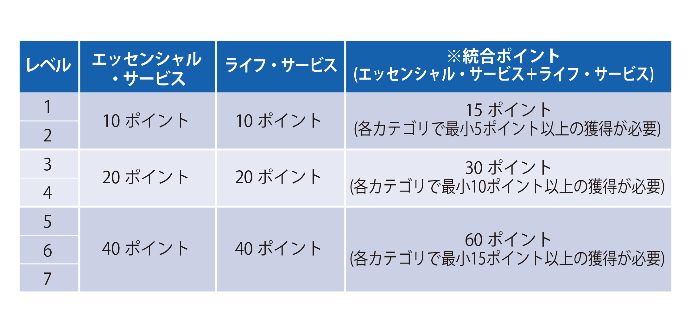 レベル
エッセンシャル
・サービス
ライフ・サービス
※統合ポイント
(エッセンシャル・サービス+ライフ・サービス)
1
2
10 ポイント
10 ポイント
15 ポイント
(各カテゴリで最小5ポイント以上の獲得が必要)
3
4
20 ポイント
20 ポイント
30 ポイント
(各カテゴリで最小10ポイント以上の獲得が必要)
5
6
7
40 ポイント
40 ポイント
60 ポイント
(各カテゴリで最小15ポイント以上の獲得が必要)